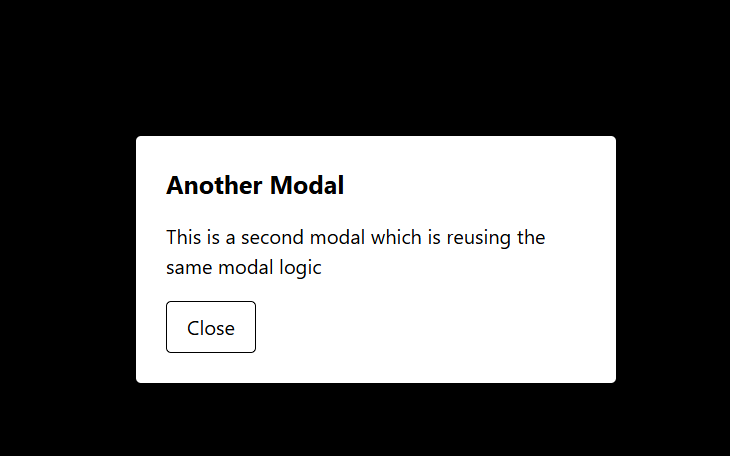 Another Modal
This is a second modal which is reusing the
same modal logic
Close